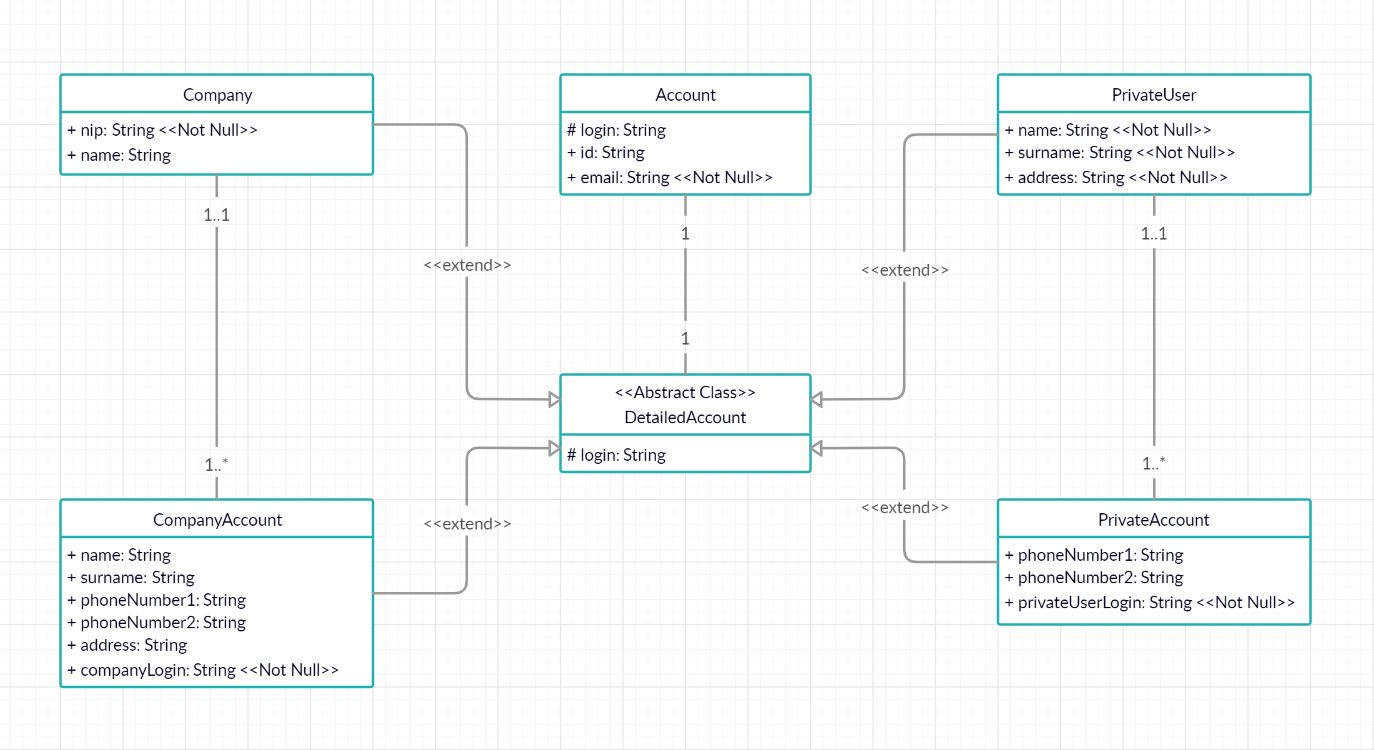 Company
+ nip: String <<Not Null>>
+ name: String
Account
# login: String
+ id: String
+ email: String <<Not Null>>
PrivateUser
+ name: String <<Not Null>>
+ surname: String <<Not Null>>
+ address: String <<Not Null>>
1..1
<<extend>>
1
<<extend>>
1..1
1
<<Abstract Class>>
DetailedAccount
# login: String
1..*
<<extend>>
<<extend>>
1..*
CompanyAccount
+ name: String
+ surname: String
+ phoneNumber1: String
+ phoneNumber2: String
+ address: String
+ companyLogin: String <<Not Null>>
PrivateAccount
+ phoneNumber1: String
+ phoneNumber2: String
+ privateUserLogin: String <<Not Null>>